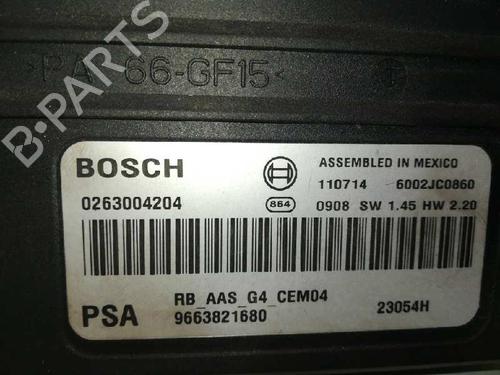 >PA 66-GF15<
B-PARTS
BOSCH
ASSEMBLED IN MEXICO
110714 6002JC0860
0263004204
864
0908 SW 1.45 HW 2.20
PSA
RB_AAS_G4_CEM04
9663821680
23054H